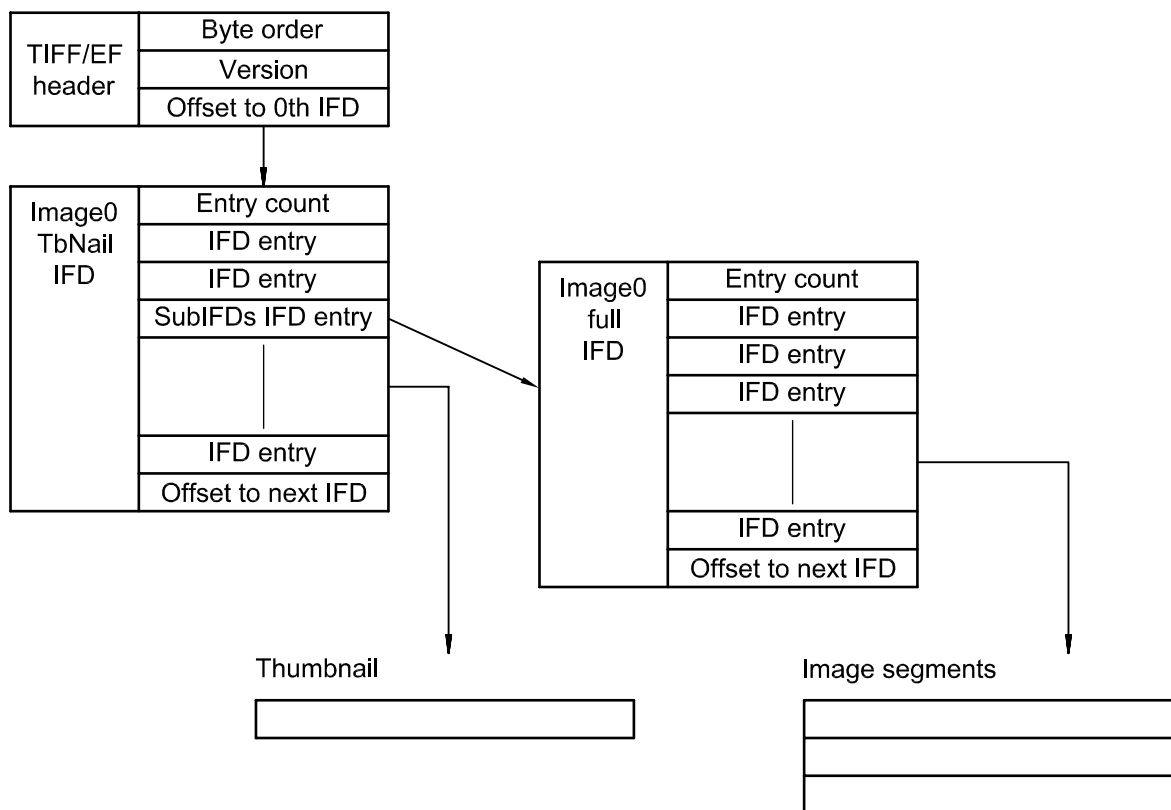 TIFF/EF
header
Byte order
Version
Offset to 0th IFD
Image0
TbNail
IFD
Entry count
IFD entry
IFD entry
SubIFDs IFD entry
IFD entry
Offset to next IFD
Image0
full
IFD
Entry count
IFD entry
IFD entry
IFD entry
IFD entry
Offset to next IFD
Thumbnail
Image segments